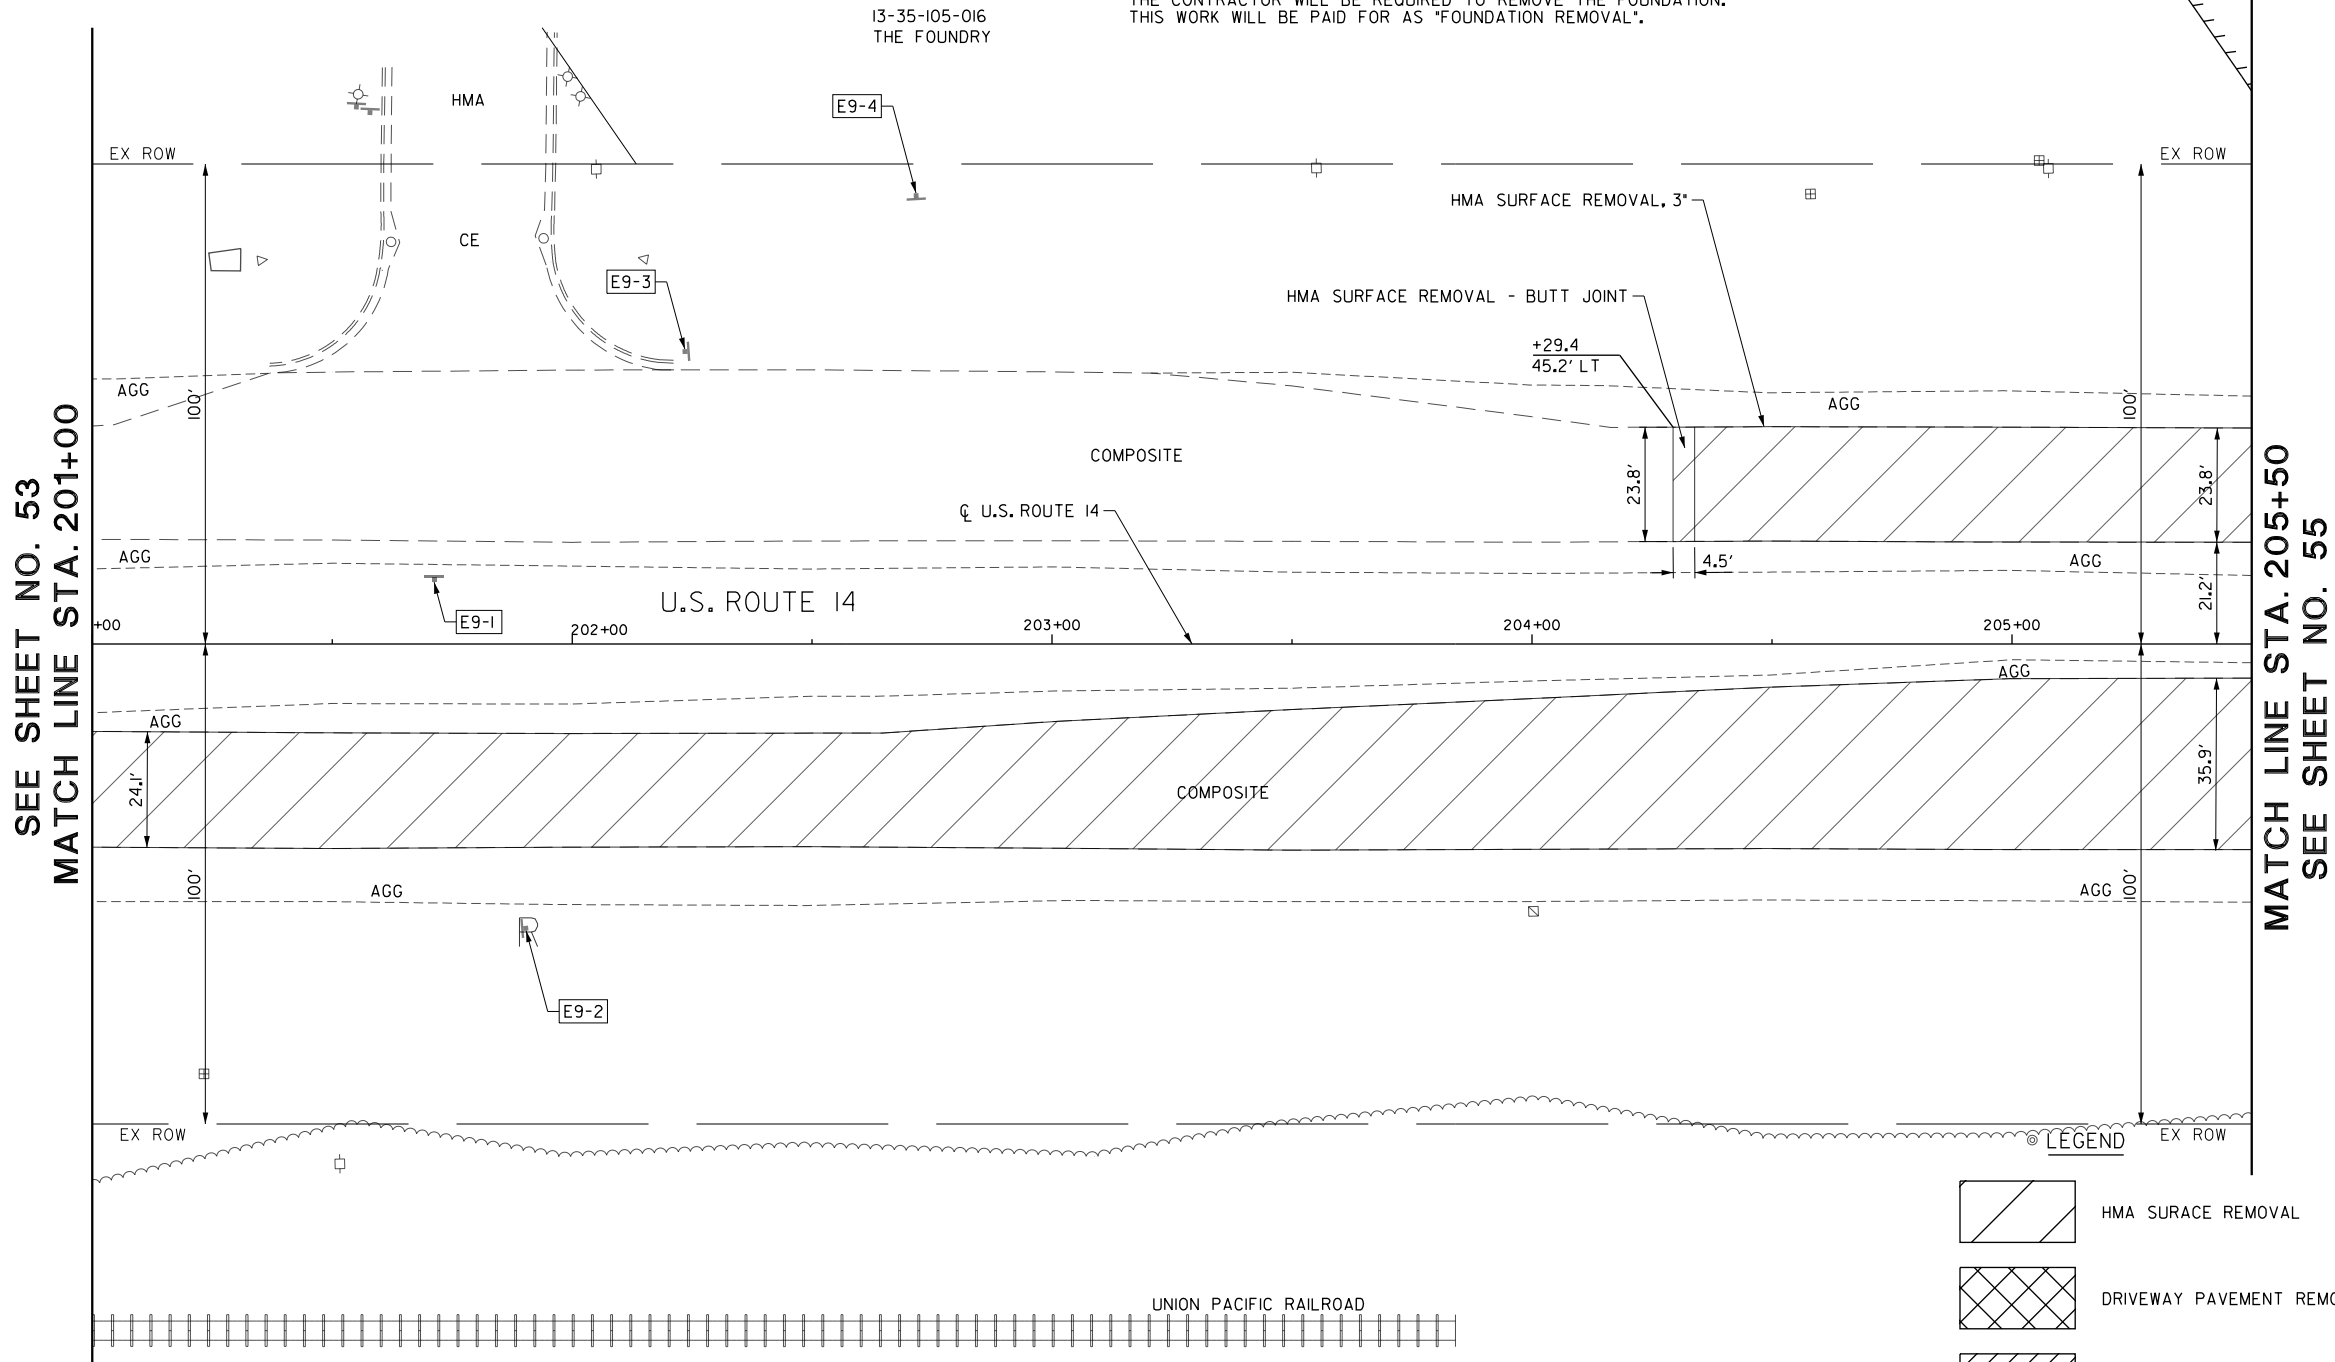 THE CONTRACTOR WILL BE REQUIRED TO REMOVE THE FOUNDATION.
THIS WORK WILL BE PAID FOR AS "FOUNDATION REMOVAL".
13-35-105-016
THE FOUNDRY
HMA
E9-4
EX ROW
EX ROW
HMA SURFACE REMOVAL, 3"
CE
E9-3
HMA SURFACE REMOVAL - BUTT JOINT
+29.4
45.2' LT
AGG
100'
AGG
100'
COMPOSITE
23.8'
23.8'
℄ U.S. ROUTE 14
AGG
4.5'
AGG
U.S. ROUTE 14
21.2'
E9-1
+00
202+00
203+00
204+00
205+00
AGG
AGG
24.1'
COMPOSITE
35.9'
100'
AGG
AGG
100'
E9-2
EX ROW
EX ROW
SEE SHEET NO. 53
MATCH LINE STA. 201+00
MATCH LINE STA. 205+50
SEE SHEET NO. 55
LEGEND
HMA SURACE REMOVAL
DRIVEWAY PAVEMENT REMO
UNION PACIFIC RAILROAD